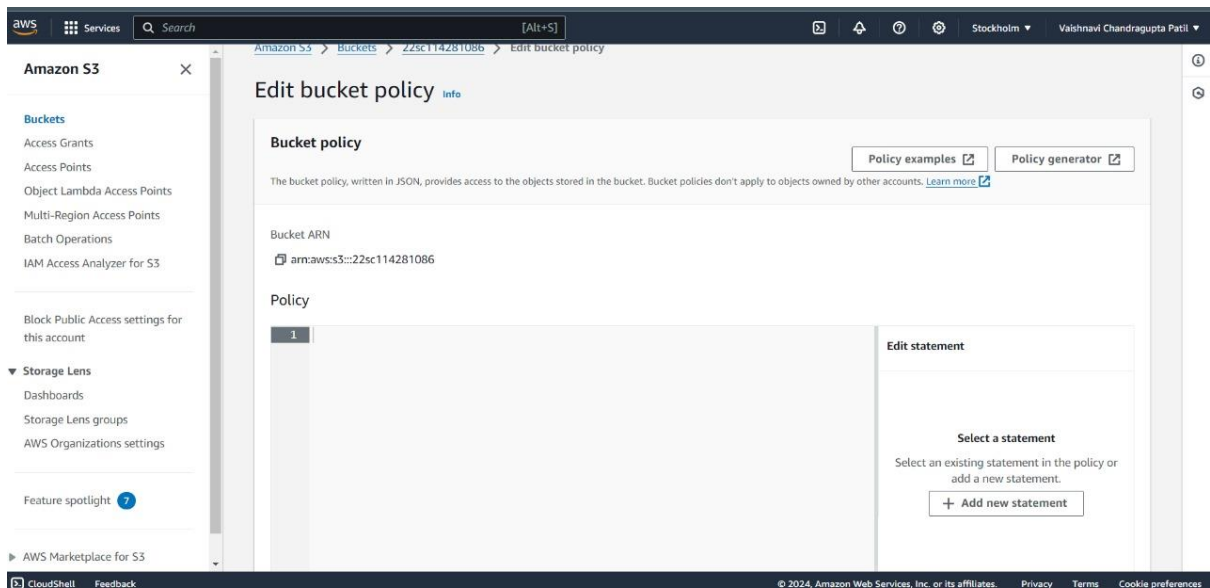 aws
Services
Search
[Alt+S]
Stockholm
Vaishnavi Chandragupta Patil
Amazon S3
Buckets
Access Grants
Access Points
Object Lambda Access Points
Multi-Region Access Points
Batch Operations
IAM Access Analyzer for S3
Block Public Access settings for
this account
Storage Lens
Dashboards
Storage Lens groups
AWS Organizations settings
Feature spotlight 7
AWS Marketplace for S3
Amazon S3 > Buckets > 22sc114281086 > Edit bucket policy
Edit bucket policy Info
Bucket policy
Policy examples
Policy generator
The bucket policy, written in JSON, provides access to the objects stored in the bucket. Bucket policies don't apply to objects owned by other accounts. Learn more
Bucket ARN
arn:aws:s3:::22sc114281086
Policy
1
Edit statement
Select a statement
Select an existing statement in the policy or
add a new statement.
+ Add new statement
CloudShell
Feedback
© 2024, Amazon Web Services, Inc. or its affiliates.
Privacy
Terms
Cookie preferences